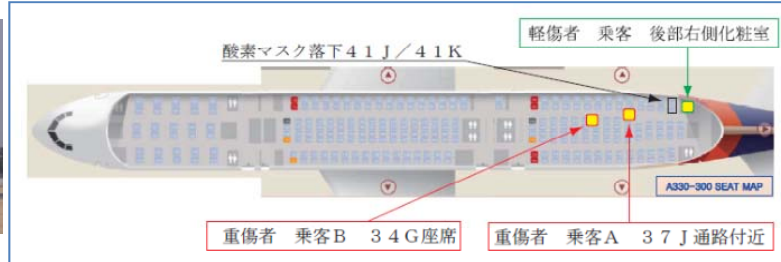 軽傷者 乗客 後部右側化粧室
酸素マスク落下41J/41K
A330-300 SEAT MAP
重傷者 乗客B 34G座席
重傷者 乗客A 37J通路付近